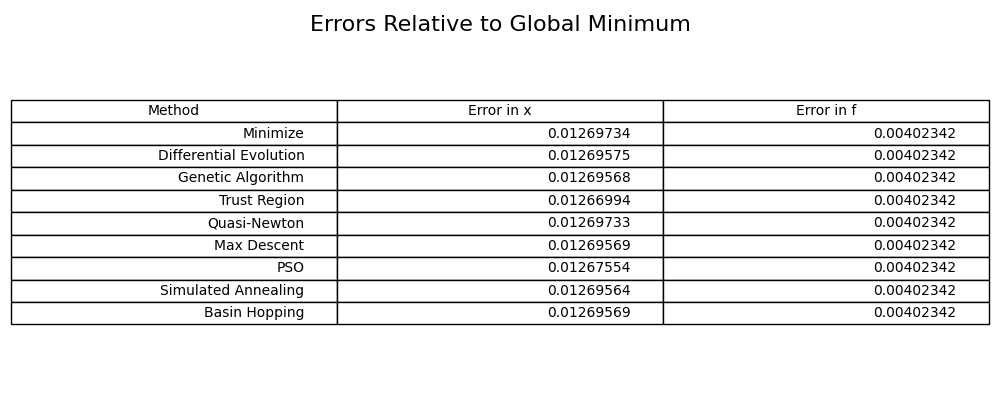 Errors Relative to Global Minimum
Method Error in x Error in f
Minimize 0.01269734 0.00402342
Differential Evolution 0.01269575 0.00402342
Genetic Algorithm 0.01269568 0.00402342
Trust Region 0.01266994 0.00402342
Quasi-Newton 0.01269733 0.00402342
Max Descent 0.01269569 0.00402342
PSO 0.01267554 0.00402342
Simulated Annealing 0.01269564 0.00402342
Basin Hopping 0.01269569 0.00402342